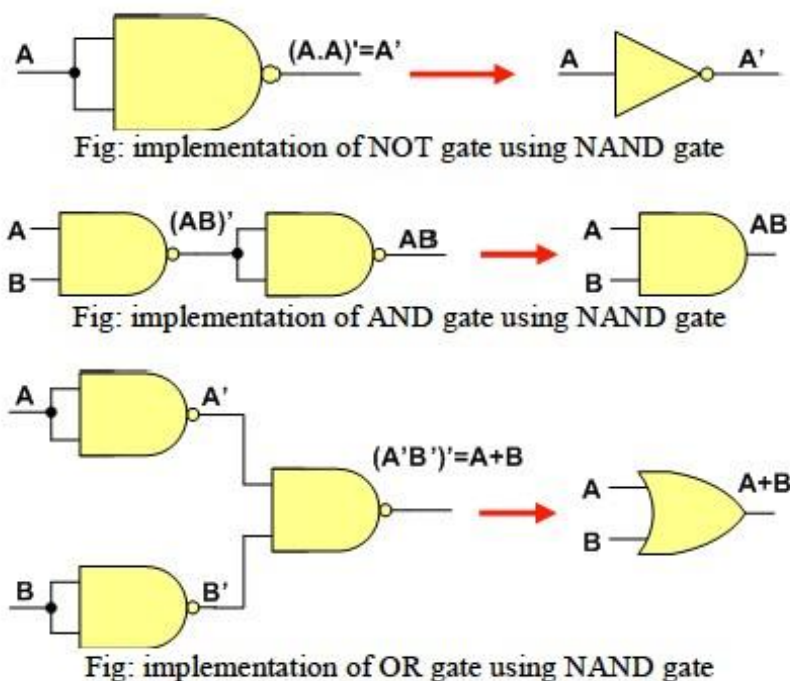 A
(A.A)'=A'
A
A'
Fig: implementation of NOT gate using NAND gate
A
B
(AB)'
AB
A
B
AB
Fig: implementation of AND gate using NAND gate
A
A'
(A'B')'=A+B
A
B
A+B
B
B'
Fig: implementation of OR gate using NAND gate